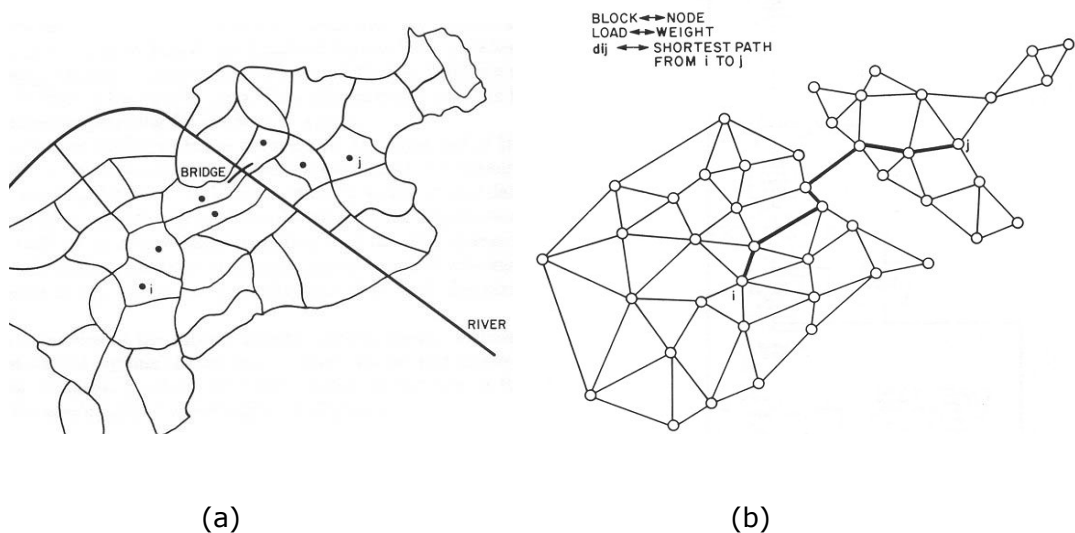 BRIDGE
j
i
RIVER
BLOCK↔NODE
LOAD↔WEIGHT
dij ↔ SHORTEST PATH
FROM i TO j
j
i
(a)
(b)